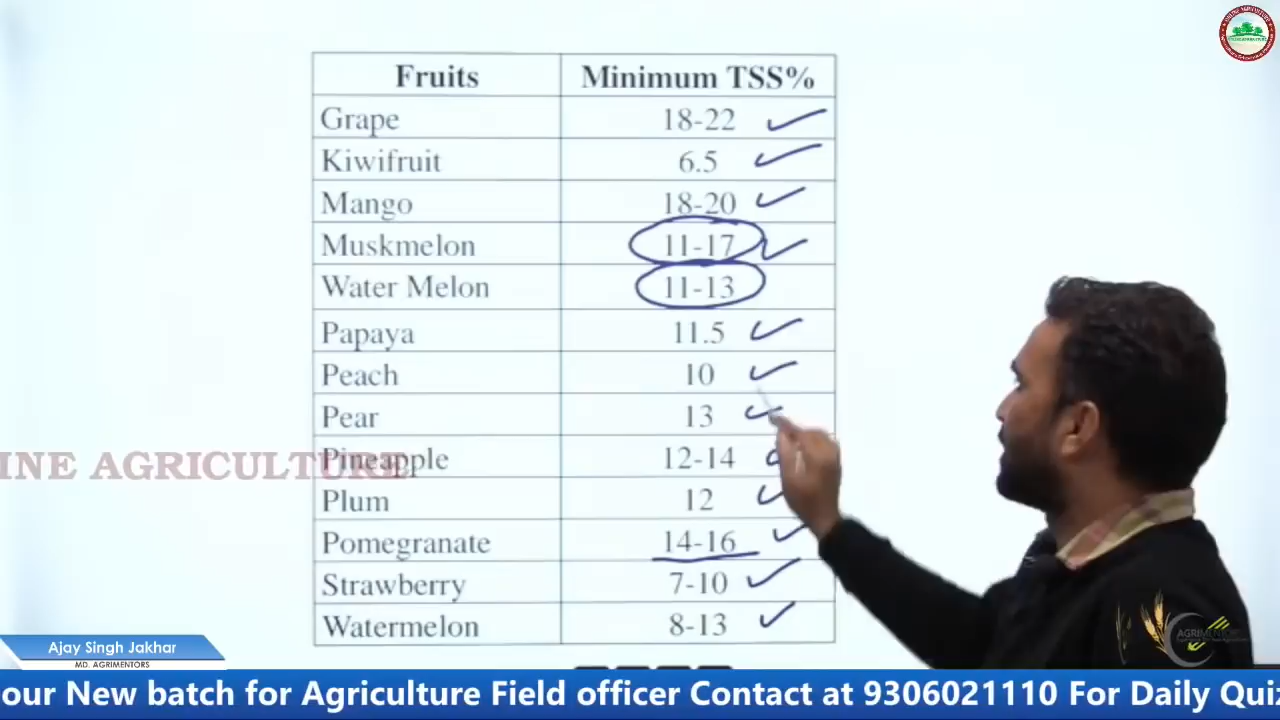 Fruits Minimum TSS%
Grape 18-22
Kiwifruit 6.5
Mango 18-20
Muskmelon 11-17
Water Melon 11-13
Papaya 11.5
Peach 10
Pear 13
INE AGRICULTURE
Pineapple 12-14
Plum 12
Pomegranate 14-16
Strawberry 7-10
Watermelon 8-13
AGRIMENTORS
Ajay Singh Jakhar
MD. AGRIMENTORS
our New batch for Agriculture Field officer Contact at 9306021110 For Daily Quiz